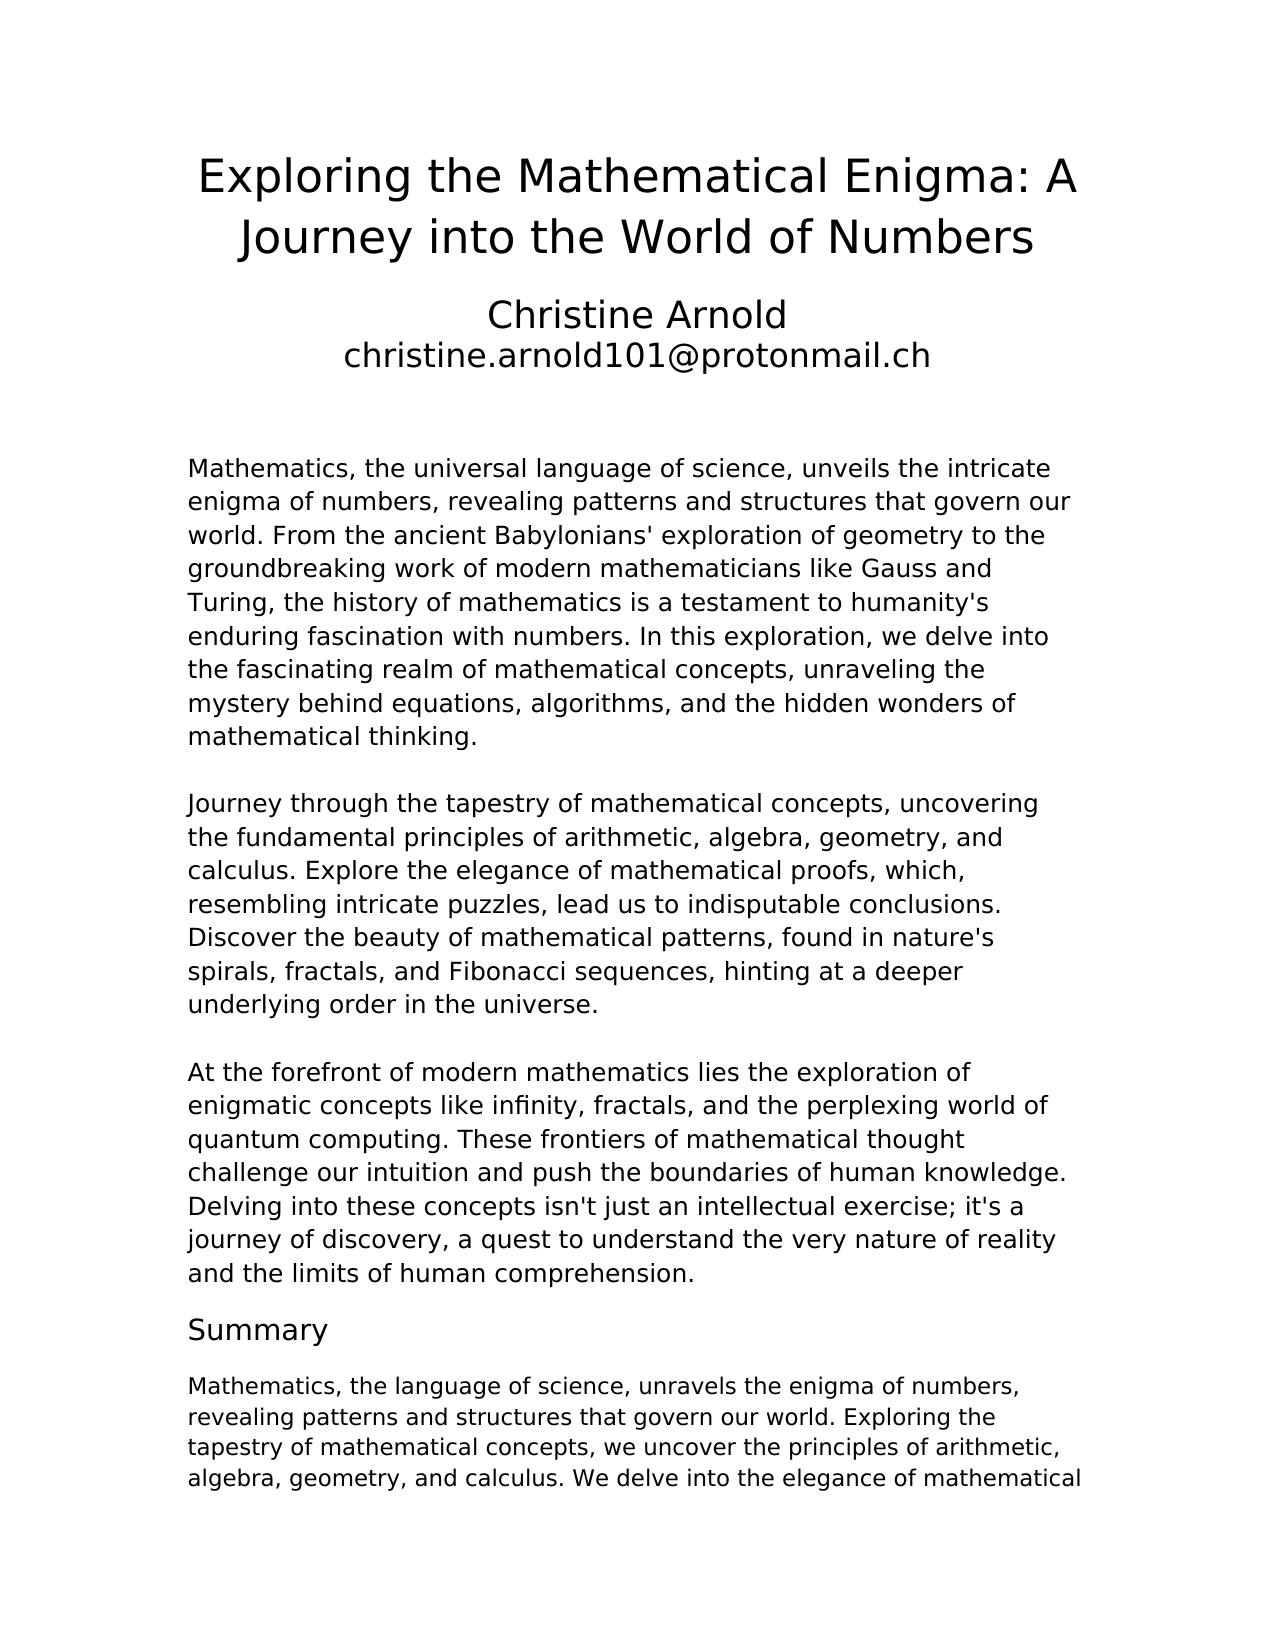 Exploring the Mathematical Enigma: A
Journey into the World of Numbers
Christine Arnold
christine.arnold101@protonmail.ch
Mathematics, the universal language of science, unveils the intricate
enigma of numbers, revealing patterns and structures that govern our
world. From the ancient Babylonians' exploration of geometry to the
groundbreaking work of modern mathematicians like Gauss and
Turing, the history of mathematics is a testament to humanity's
enduring fascination with numbers. In this exploration, we delve into
the fascinating realm of mathematical concepts, unraveling the
mystery behind equations, algorithms, and the hidden wonders of
mathematical thinking.
Journey through the tapestry of mathematical concepts, uncovering
the fundamental principles of arithmetic, algebra, geometry, and
calculus. Explore the elegance of mathematical proofs, which,
resembling intricate puzzles, lead us to indisputable conclusions.
Discover the beauty of mathematical patterns, found in nature's
spirals, fractals, and Fibonacci sequences, hinting at a deeper
underlying order in the universe.
At the forefront of modern mathematics lies the exploration of
enigmatic concepts like infinity, fractals, and the perplexing world of
quantum computing. These frontiers of mathematical thought
challenge our intuition and push the boundaries of human knowledge.
Delving into these concepts isn't just an intellectual exercise; it's a
journey of discovery, a quest to understand the very nature of reality
and the limits of human comprehension.
Summary
Mathematics, the language of science, unravels the enigma of numbers,
revealing patterns and structures that govern our world. Exploring the
tapestry of mathematical concepts, we uncover the principles of arithmetic,
algebra, geometry, and calculus. We delve into the elegance of mathematical